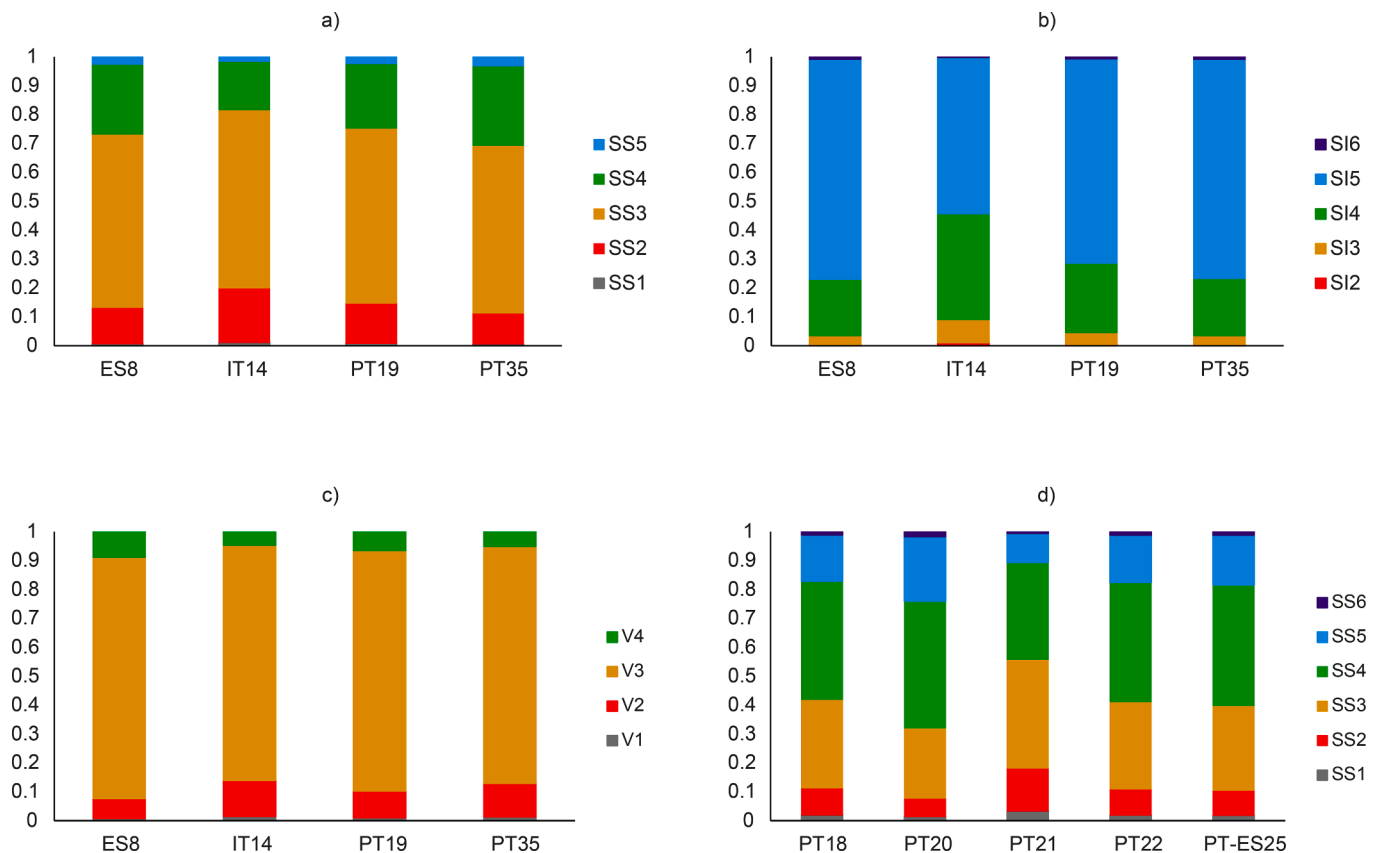 a)
1
0.9
0.8
0.7
0.6
0.5
0.4
0.3
0.2
0.1
0
ES8 IT14 PT19 PT35
SS5
SS4
SS3
SS2
SS1
b)
1
0.9
0.8
0.7
0.6
0.5
0.4
0.3
0.2
0.1
0
ES8 IT14 PT19 PT35
SI6
SI5
SI4
SI3
SI2
c)
1
0.9
0.8
0.7
0.6
0.5
0.4
0.3
0.2
0.1
0
ES8 IT14 PT19 PT35
V4
V3
V2
V1
d)
1
0.9
0.8
0.7
0.6
0.5
0.4
0.3
0.2
0.1
0
PT18 PT20 PT21 PT22 PT-ES25
SS6
SS5
SS4
SS3
SS2
SS1